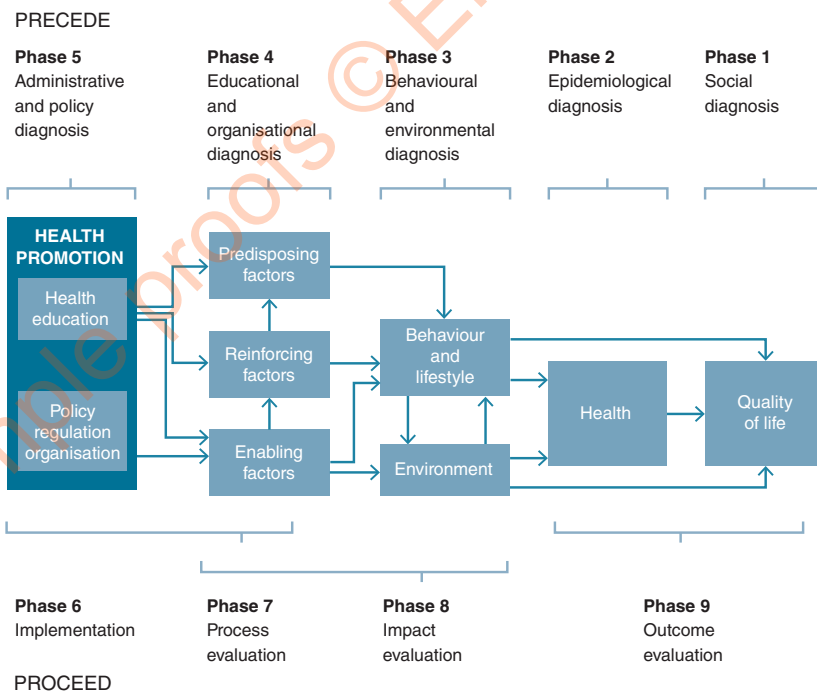 PRECEDE
Phase 5
Administrative
and policy
diagnosis
Phase 4
Educational
and
organisational
diagnosis
Phase 3
Behavioural
and
environmental
diagnosis
Phase 2
Epidemiological
diagnosis
Phase 1
Social
diagnosis
HEALTH
PROMOTION
Health
education
Policy
regulation
organisation
Predisposing
factors
Reinforcing
factors
Enabling
factors
Behaviour
and
lifestyle
Environment
Health
Quality
of life
Phase 6
Implementation
Phase 7
Process
evaluation
Phase 8
Impact
evaluation
Phase 9
Outcome
evaluation
PROCEED
proofs ©